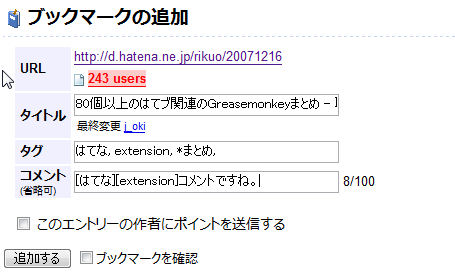 ブックマークの追加
URL
http://d.hatena.ne.jp/rikuo/20071216
243 users
タイトル
80個以上のはてブ関連のGreasemonkeyまとめ -
最終変更 j_oki
タグ
はてな, extension, *まとめ,
コメント
(省略可)
[はてな][extension]コメントですね。
8/100
このエントリーの作者にポイントを送信する
追加する ブックマークを確認